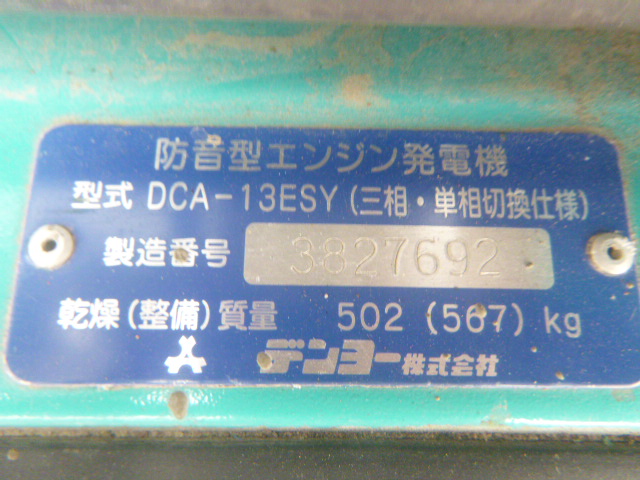 防音型エンジン発電機
型式 DCA-13ESY (三相・単相切換仕様)
製造番号 3827692
乾燥(整備)質量 502 (567) kg
デンヨー株式会社